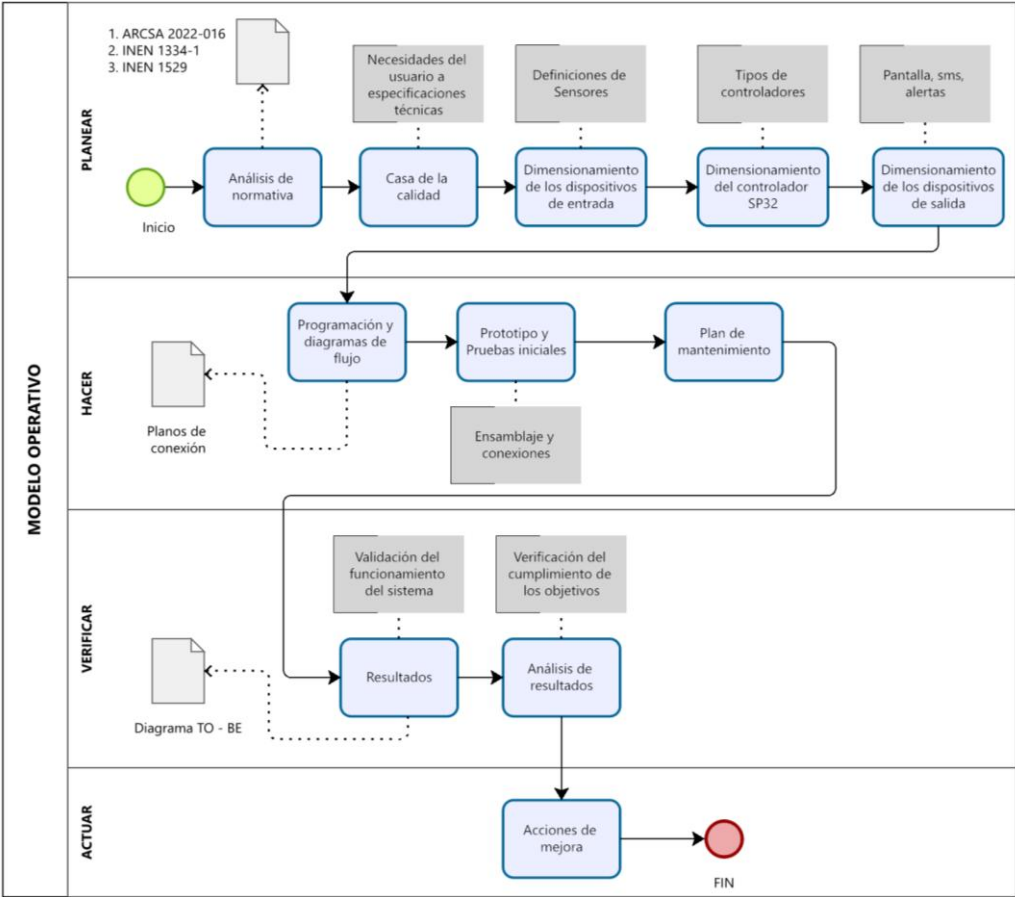 MODELO OPERATIVO
PLANEAR
1. ARCSA 2022-016
2. INEN 1334-1
3. INEN 1529
Necesidades del
usuario a
especificaciones
técnicas
Definiciones de
Sensores
Tipos de
controladores
Pantalla, sms,
alertas
Inicio
Análisis de
normativa
Casa de la
calidad
Dimensionamiento
de los dispositivos
de entrada
Dimensionamiento
del controlador
SP32
Dimensionamiento
de los dispositivos
de salida
HACER
Planos de
conexión
Programación y
diagramas de
flujo
Prototipo y
Pruebas iniciales
Plan de
mantenimiento
Ensamblaje y
conexiones
VERIFICAR
Validación del
funcionamiento
del sistema
Verificación del
cumplimiento de
los objetivos
Diagrama TO - BE
Resultados
Análisis de
resultados
ACTUAR
Acciones de
mejora
FIN